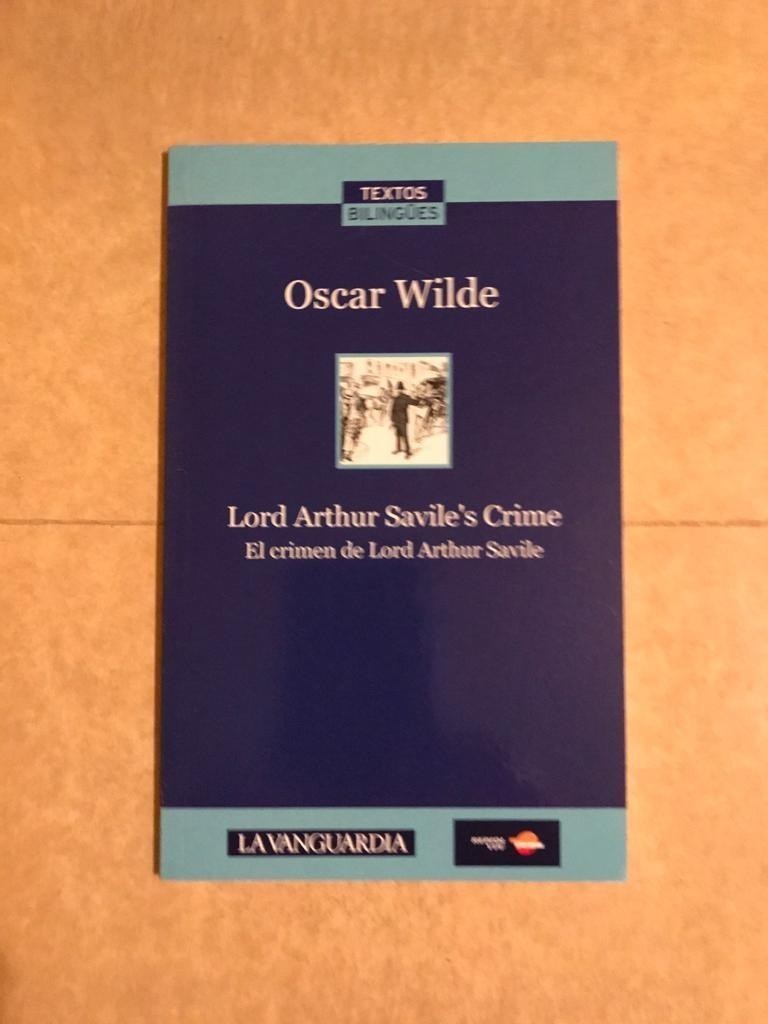 TEXTOS
BILINGÜES
Oscar Wilde
Lord Arthur Savile's Crime
El crimen de Lord Arthur Savile
LA VANGUARDIA